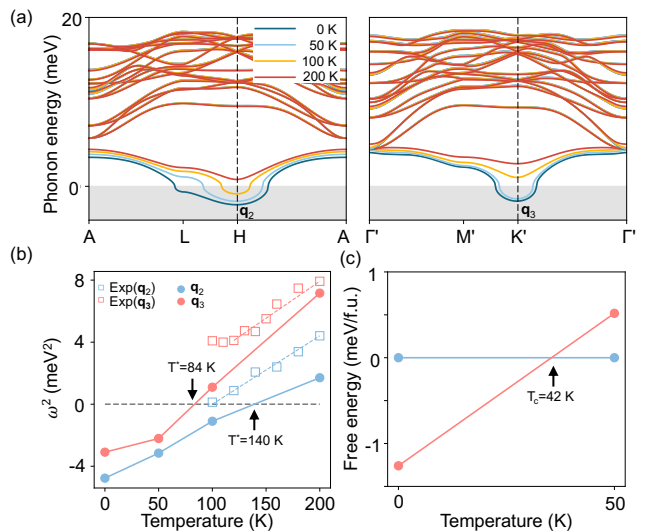 (a)
Phonon energy (meV)
20
0
0 K
50 K
100 K
200 K
q2
A
L
H
A
q3
Γ'
M'
K'
Γ'
(b)
ω² (meV²)
8
4
0
-4
Exp(q2)
Exp(q3)
q2
q3
T*=84 K
T*=140 K
0
50
100
150
200
Temperature (K)
(c)
Free energy (meV/f.u.)
1
0
-1
Tc=42 K
0
50
Temperature (K)